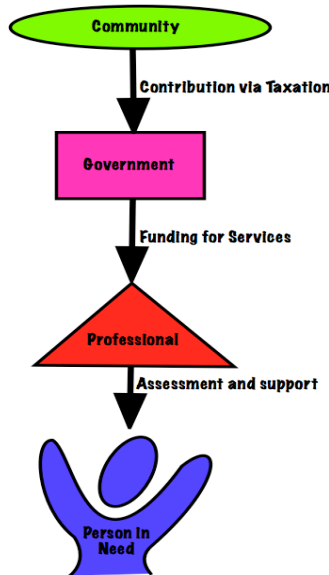 Community
Contribution via Taxation
Government
Funding for Services
Professional
Assessment and support
Person in
Need